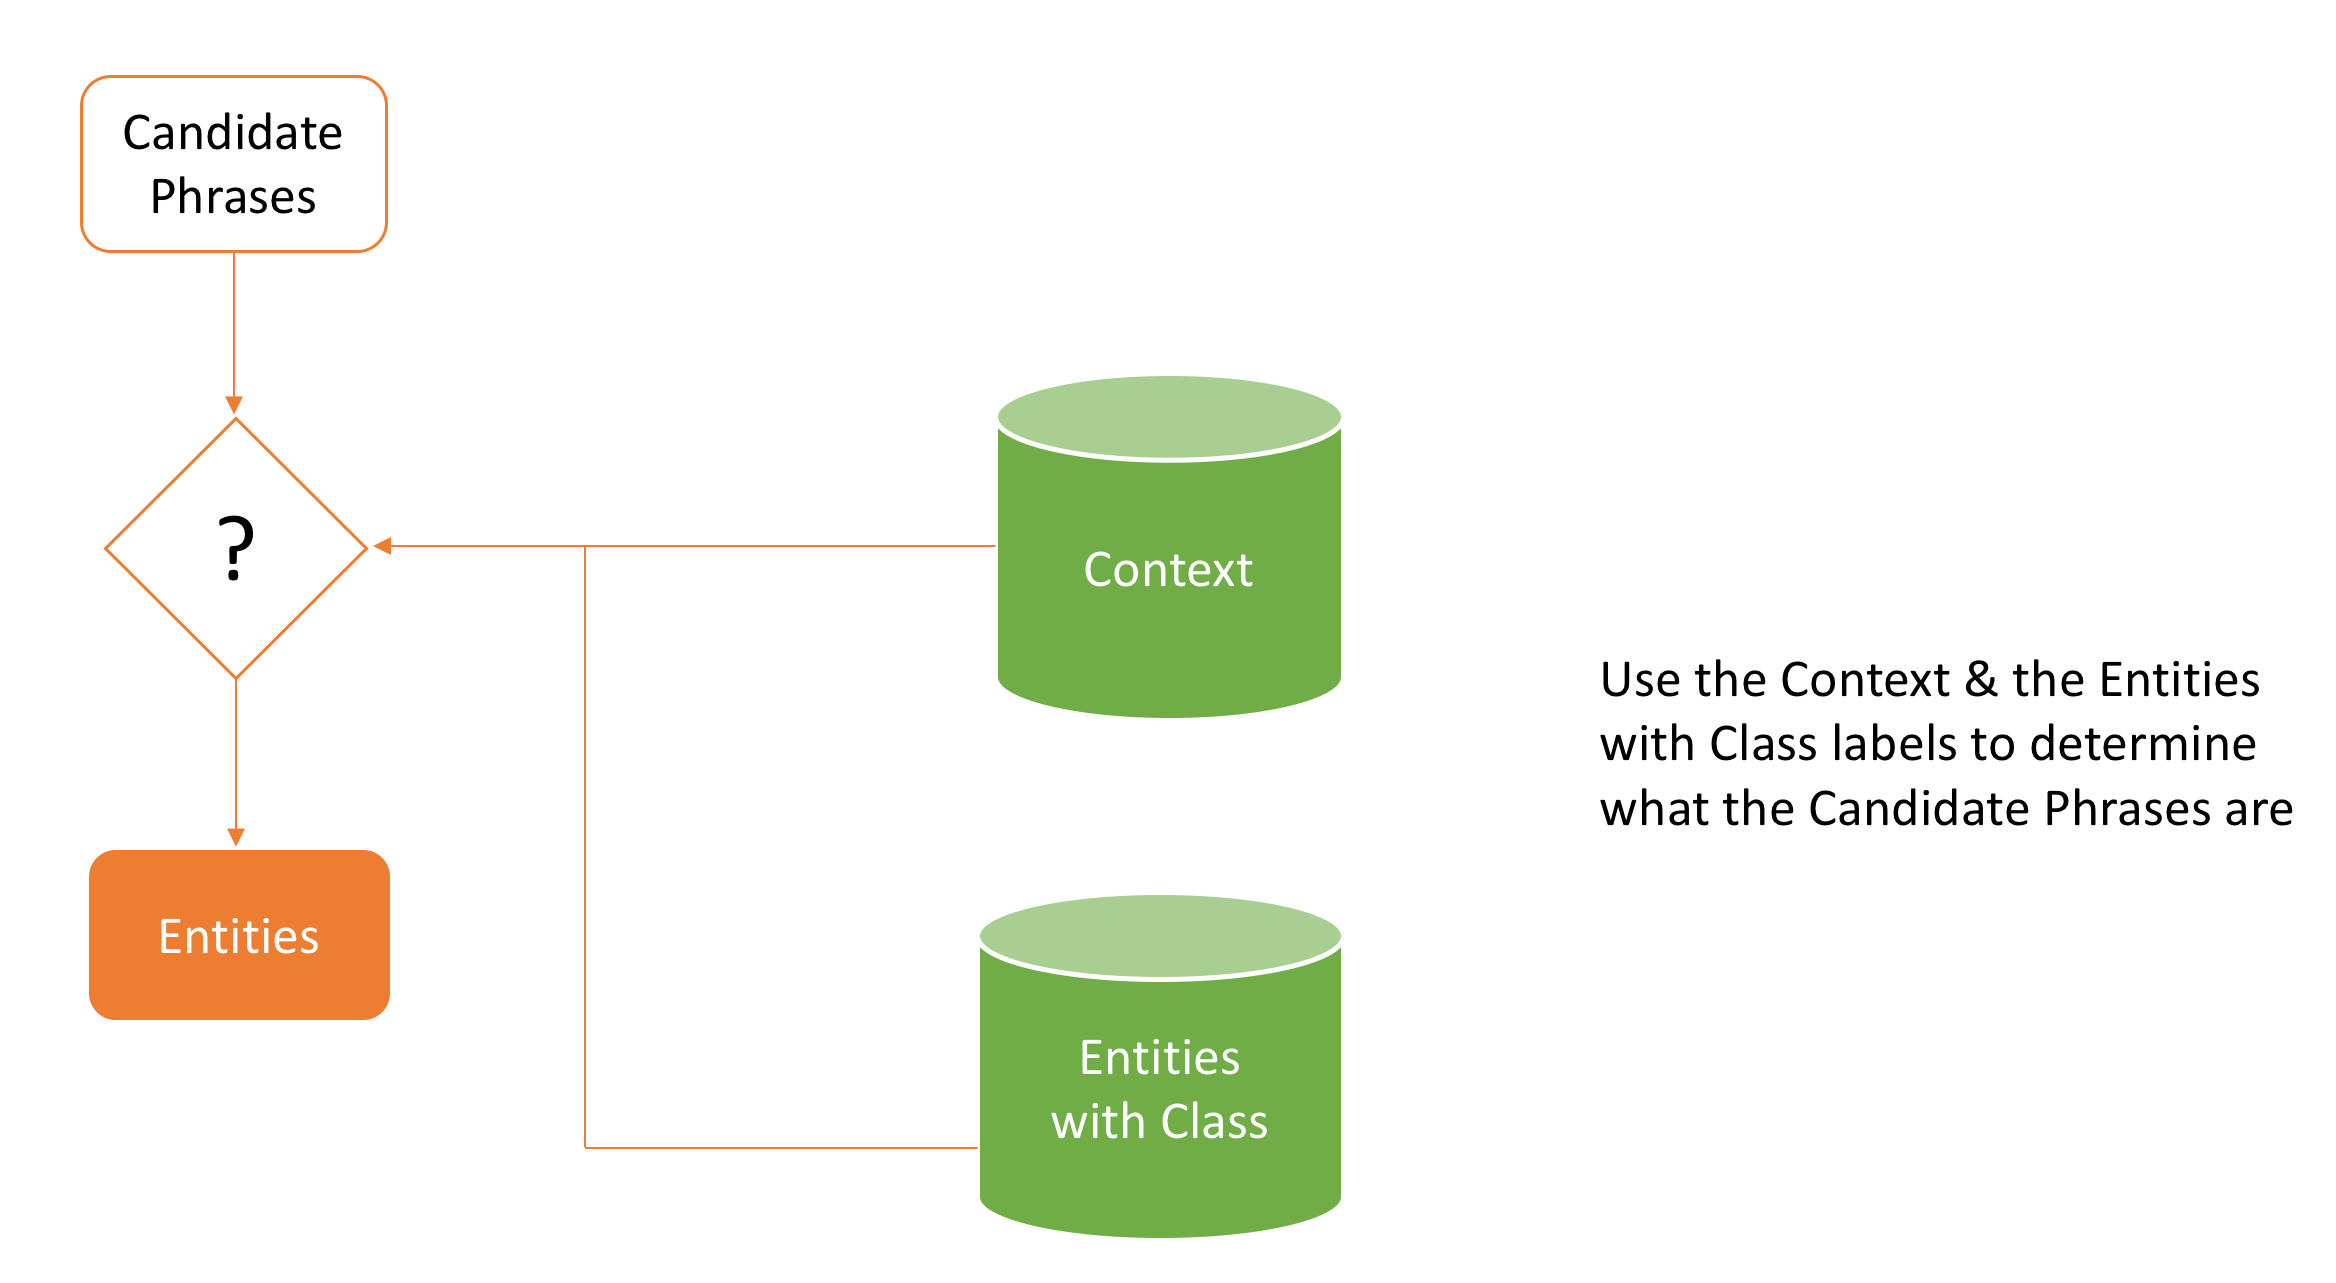 Candidate
Phrases
?
Context
Use the Context & the Entities
with Class labels to determine
what the Candidate Phrases are
Entities
Entities
with Class